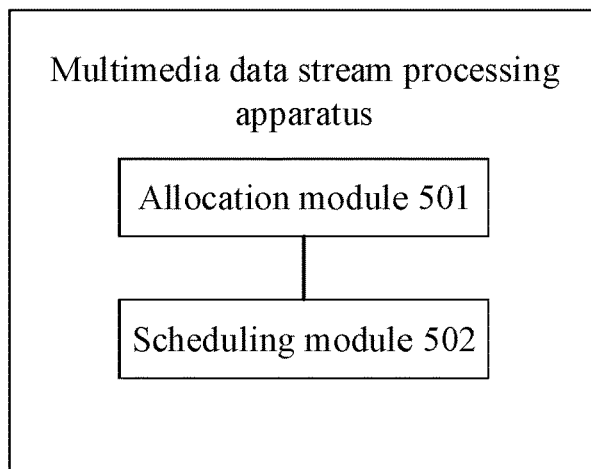 Multimedia data stream processing
apparatus
Allocation module 501
Scheduling module 502